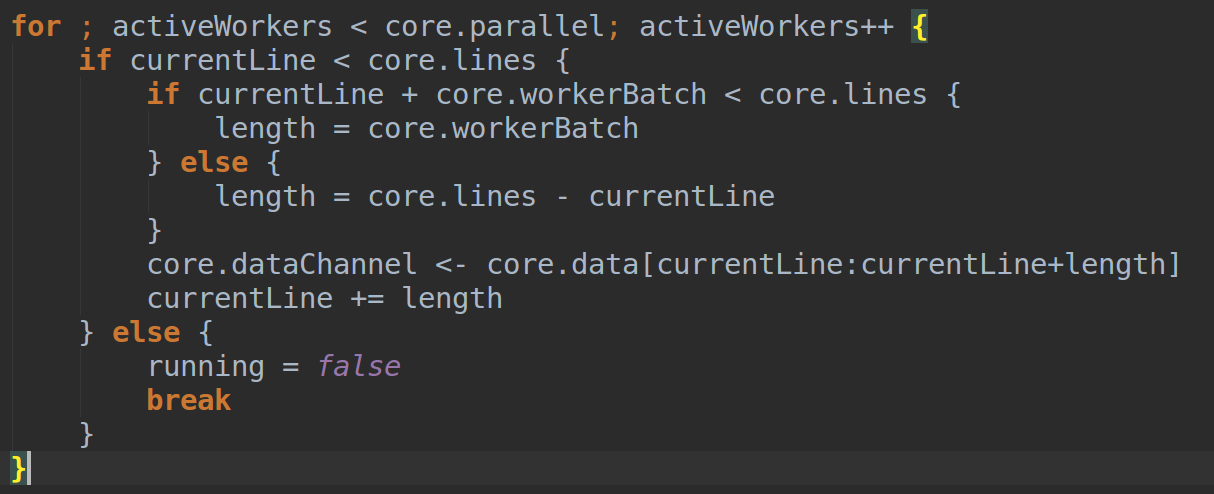 for ; activeWorkers < core.parallel; activeWorkers++ {
    if currentLine < core.lines {
        if currentLine + core.workerBatch < core.lines {
            length = core.workerBatch
        } else {
            length = core.lines - currentLine
        }
        core.dataChannel <- core.data[currentLine:currentLine+length]
        currentLine += length
    } else {
        running = false
        break
    }
}